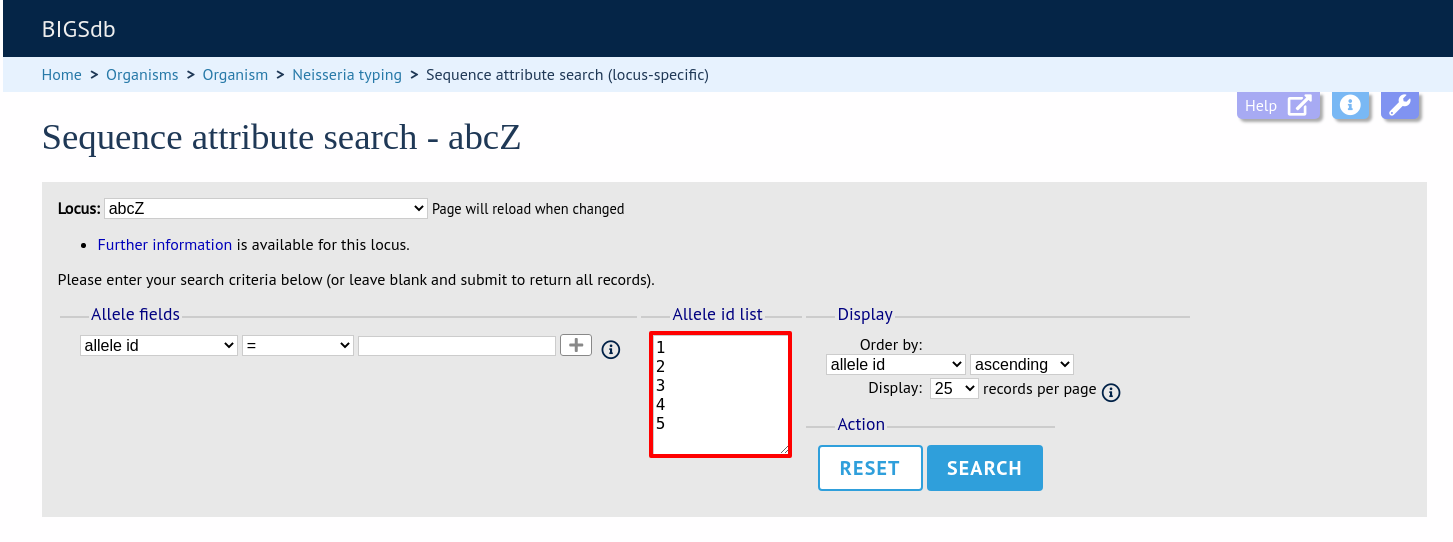 BIGSdb
Home > Organisms > Organism > Neisseria typing > Sequence attribute search (locus-specific)
Help
Sequence attribute search - abcZ
Locus: abcZ Page will reload when changed
• Further information is available for this locus.
Please enter your search criteria below (or leave blank and submit to return all records).
Allele fields
allele id = +
Allele id list
1
2
3
4
5
Display
Order by:
allele id ascending
Display: 25 records per page
Action
RESET SEARCH